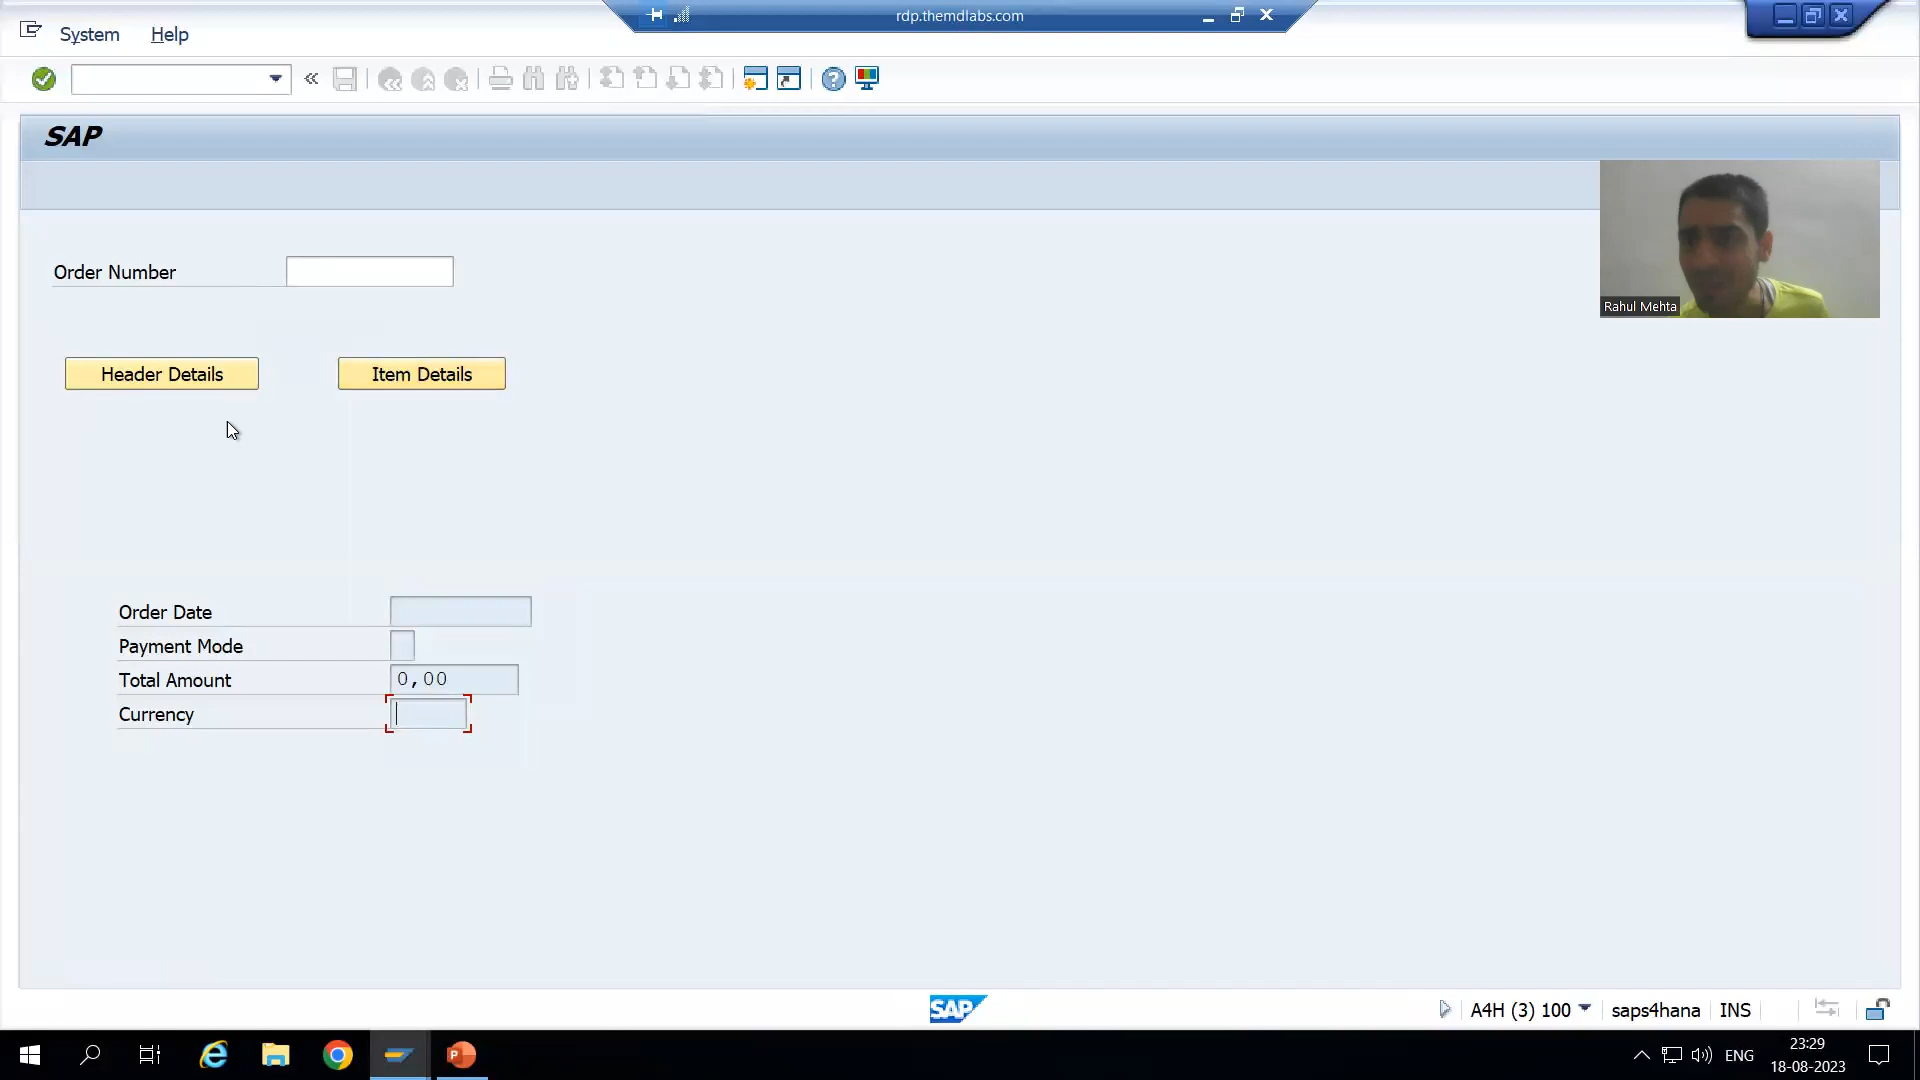 rdp.themdlabs.com
System Help
SAP
Order Number
Rahul Mehta
Header Details Item Details
Order Date
Payment Mode
Total Amount 0,00
Currency
SAP
A4H (3) 100 saps4hana INS
ENG
23:29
18-08-2023